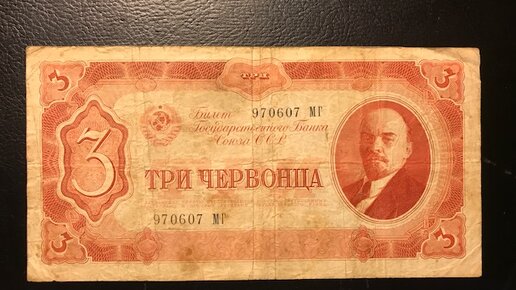 3 ТРИ 3
Билет 970607 МГ
Государственного Банка
Союза ССР
3
ТРИ ЧЕРВОНЦА
970607 МГ
3 3